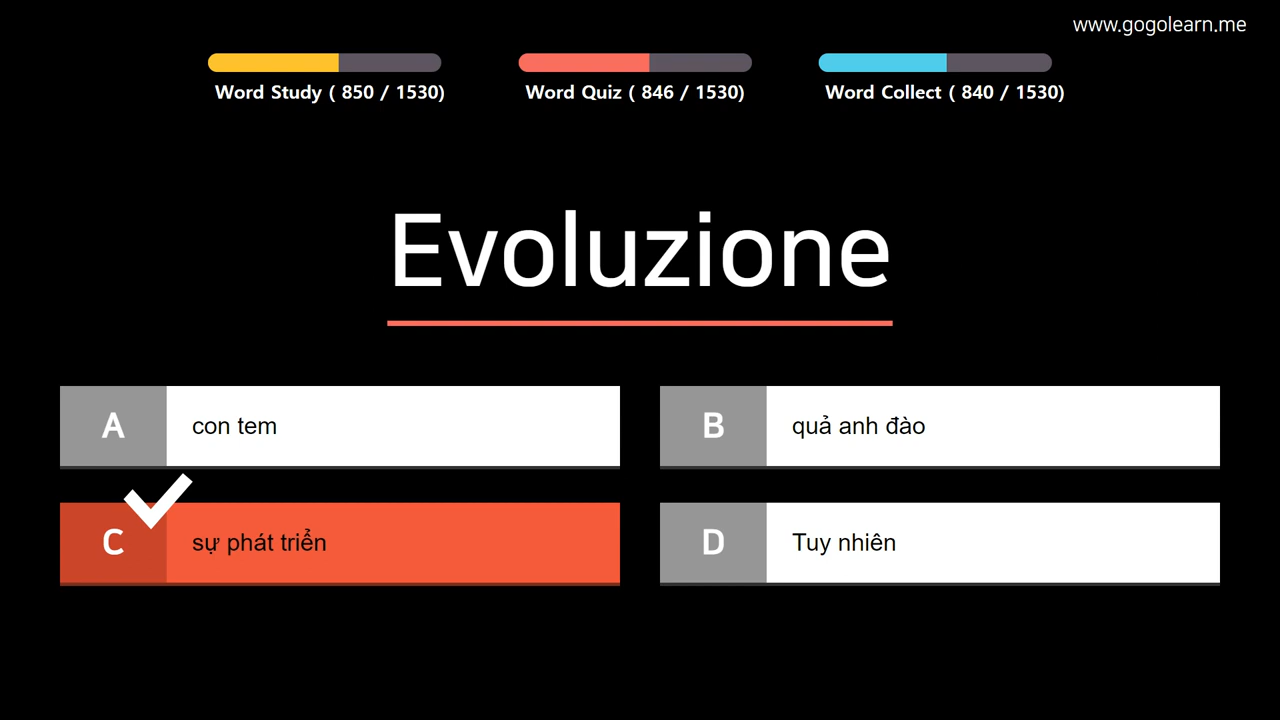 www.gogolearn.me
Word Study ( 850 / 1530)
Word Quiz ( 846 / 1530)
Word Collect ( 840 / 1530)
Evoluzione
A con tem
B quả anh đào
C sự phát triển
D Tuy nhiên